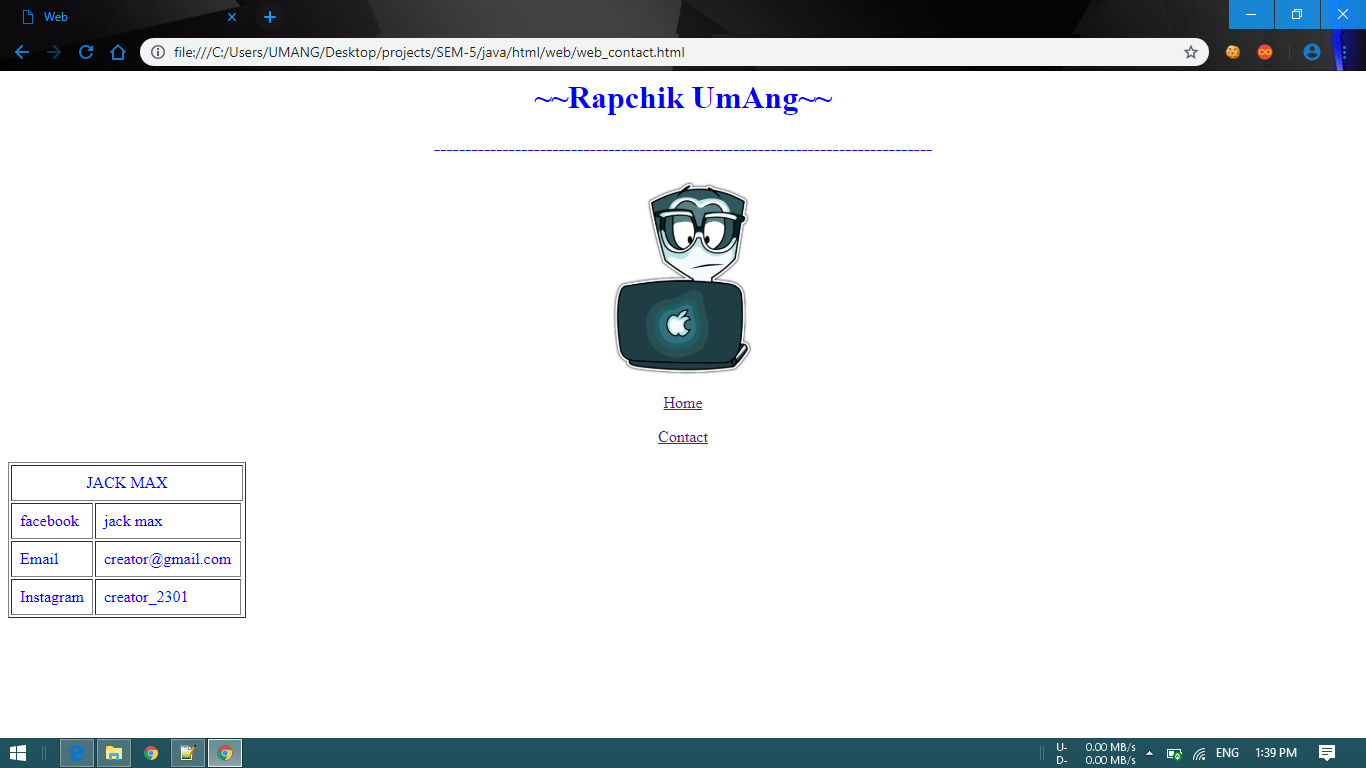 Web
file:///C:/Users/UMANG/Desktop/projects/SEM-5/java/html/web/web_contact.html
~~Rapchik UmAng~~
--------------------------------------------------------------------------------
Home
Contact
JACK MAX
facebook jack max
Email creator@gmail.com
Instagram creator_2301
U- 0.00 MB/s
D- 0.00 MB/s
ENG 1:39 PM